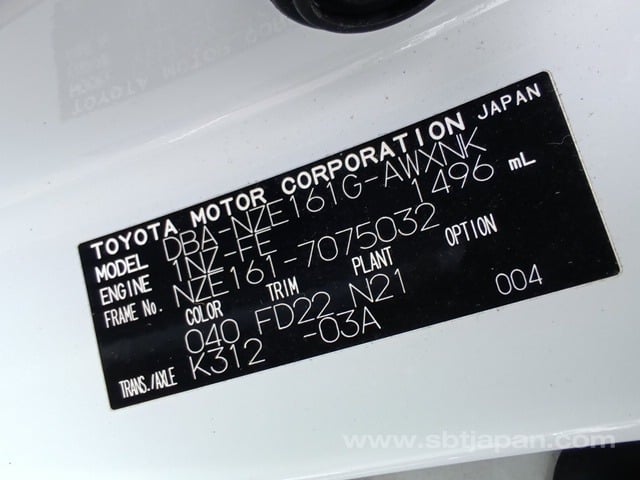 TOYOTA MOTOR CORPORATION JAPAN
MODEL DBA-NZE161G-AWXNK
ENGINE 1NZ-FE 1496 mL
FRAME No. NZE161-7075032
COLOR TRIM PLANT OPTION
040 FD22 N21 004
TRANS./AXLE K312 -03A
www.sbtjapan.com